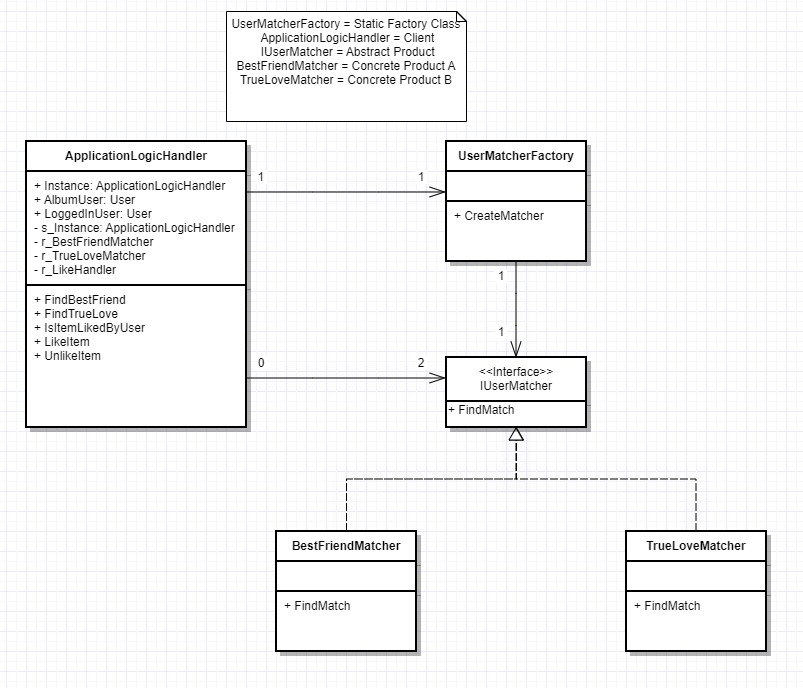 UserMatcherFactory = Static Factory Class
ApplicationLogicHandler = Client
IUserMatcher = Abstract Product
BestFriendMatcher = Concrete Product A
TrueLoveMatcher = Concrete Product B
ApplicationLogicHandler
+ Instance: ApplicationLogicHandler
+ AlbumUser: User
+ LoggedInUser: User
- s_Instance: ApplicationLogicHandler
- r_BestFriendMatcher
- r_TrueLoveMatcher
- r_LikeHandler
+ FindBestFriend
+ FindTrueLove
+ IsItemLikedByUser
+ LikeItem
+ UnlikeItem
1
1
UserMatcherFactory
+ CreateMatcher
1
1
0
2
<<Interface>>
IUserMatcher
+ FindMatch
BestFriendMatcher
+ FindMatch
TrueLoveMatcher
+ FindMatch